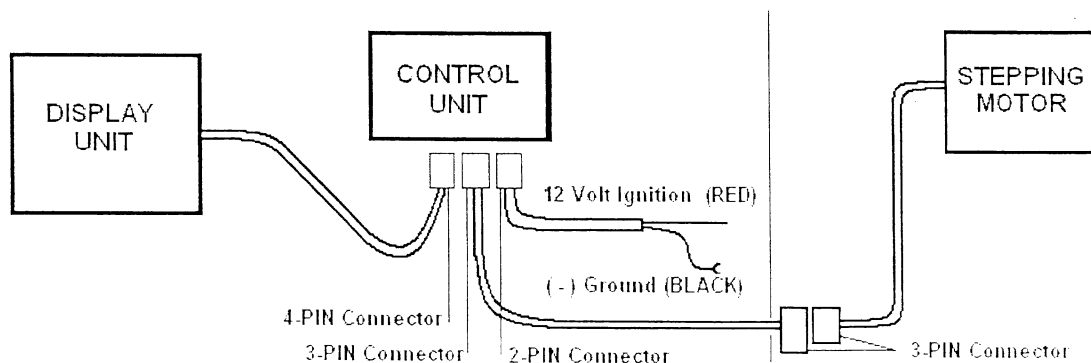 DISPLAY
UNIT
CONTROL
UNIT
STEPPING
MOTOR
12 Volt Ignition (RED)
(-) Ground (BLACK)
4-PIN Connector
3-PIN Connector
2-PIN Connector
3-PIN Connector